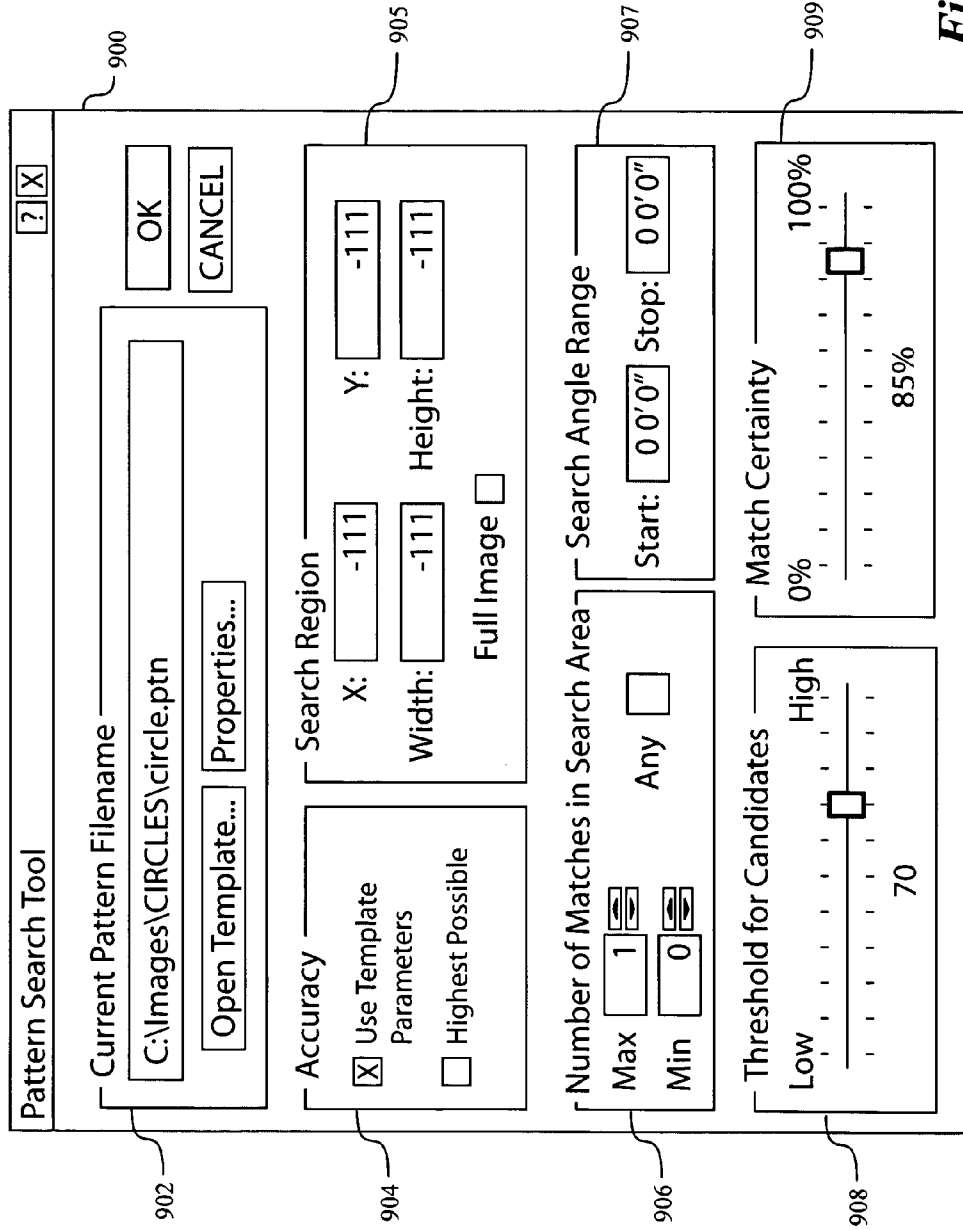 Pattern Search Tool
? X
900
Current Pattern Filename
C:\Images\CIRCLES\circle.ptn
Open Template... Properties...
OK
CANCEL
902
Accuracy
X Use Template
Parameters
Highest Possible
904
Search Region
X: -111 Y: -111
Width: -111 Height: -111
Full Image
905
Number of Matches in Search Area
Max 1
Min 0
Any
906
Search Angle Range
Start: 0 0'0" Stop: 0 0'0"
907
Threshold for Candidates
Low High
70
908
Match Certainty
0% 100%
85%
909